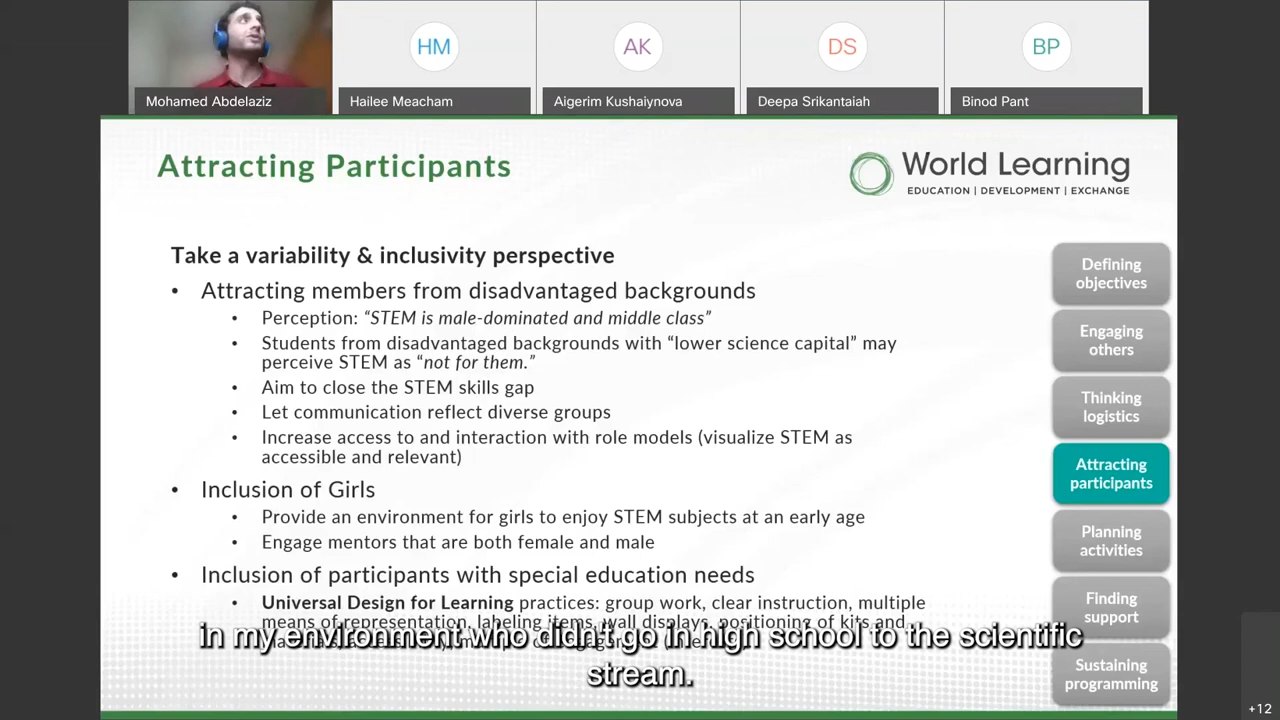 HM
AK
DS
BP
Mohamed Abdelaziz
Hailee Meacham
Aigerim Kushaiynova
Deepa Srikantaiah
Binod Pant
Attracting Participants
World Learning
EDUCATION | DEVELOPMENT | EXCHANGE
Take a variability & inclusivity perspective
• Attracting members from disadvantaged backgrounds
• Perception: “STEM is male-dominated and middle class”
• Students from disadvantaged backgrounds with “lower science capital” may
perceive STEM as “not for them.”
• Aim to close the STEM skills gap
• Let communication reflect diverse groups
• Increase access to and interaction with role models (visualize STEM as
accessible and relevant)
• Inclusion of Girls
• Provide an environment for girls to enjoy STEM subjects at an early age
• Engage mentors that are both female and male
• Inclusion of participants with special education needs
• Universal Design for Learning practices: group work, clear instruction, multiple
means of representation, labeling items, wall displays, positioning of kits and
in my environment who didn't go in high school to the scientific
stream.
Defining
objectives
Engaging
others
Thinking
logistics
Attracting
participants
Planning
activities
Finding
support
Sustaining
programming
+12